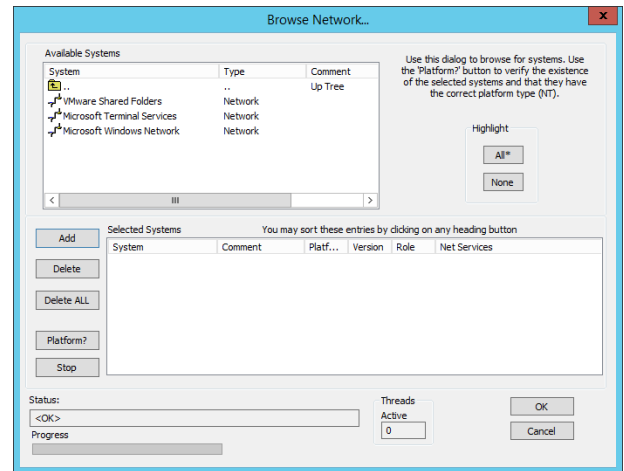 Browse Network...
x
Available Systems
System Type Comment
.. .. Up Tree
VMware Shared Folders Network
Microsoft Terminal Services Network
Microsoft Windows Network Network
Use this dialog to browse for systems. Use
the 'Platform?' button to verify the existence
of the selected systems and that they have
the correct platform type (NT).
Highlight
All*
None
Selected Systems You may sort these entries by clicking on any heading button
System Comment Platf... Version Role Net Services
Add
Delete
Delete ALL
Platform?
Stop
Status:
<OK>
Progress
Threads
Active
0
OK
Cancel